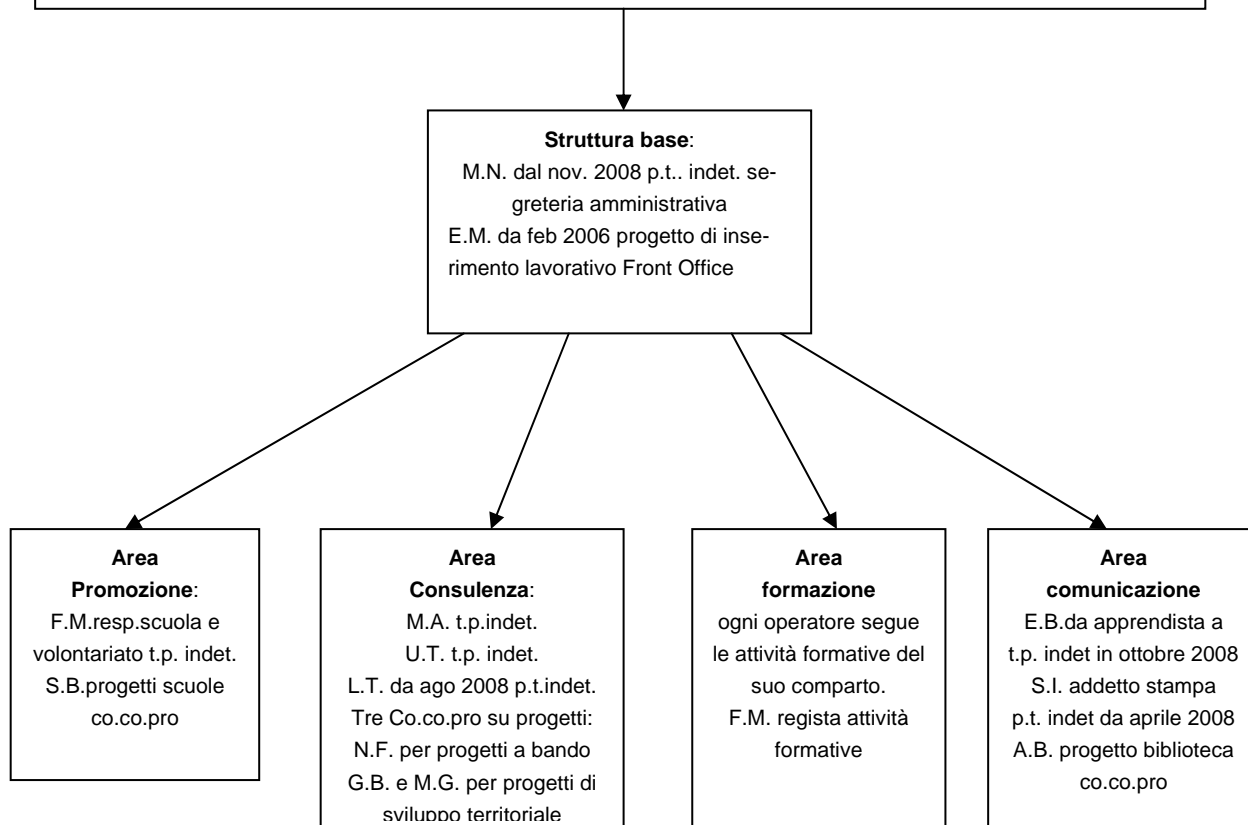 Struttura base:
M.N. dal nov. 2008 p.t.. indet. se-
greteria amministrativa
E.M. da feb 2006 progetto di inse-
rimento lavorativo Front Office
Area
Promozione:
F.M.resp.scuola e
volontariato t.p. indet.
S.B.progetti scuole
co.co.pro
Area
Consulenza:
M.A. t.p.indet.
U.T. t.p. indet.
L.T. da ago 2008 p.t.indet.
Tre Co.co.pro su progetti:
N.F. per progetti a bando
G.B. e M.G. per progetti di
sviluppo territoriale
Area
formazione
ogni operatore segue
le attività formative del
suo comparto.
F.M. regista attività
formative
Area
comunicazione
E.B.da apprendista a
t.p. indet in ottobre 2008
S.I. addetto stampa
p.t. indet da aprile 2008
A.B. progetto biblioteca
co.co.pro